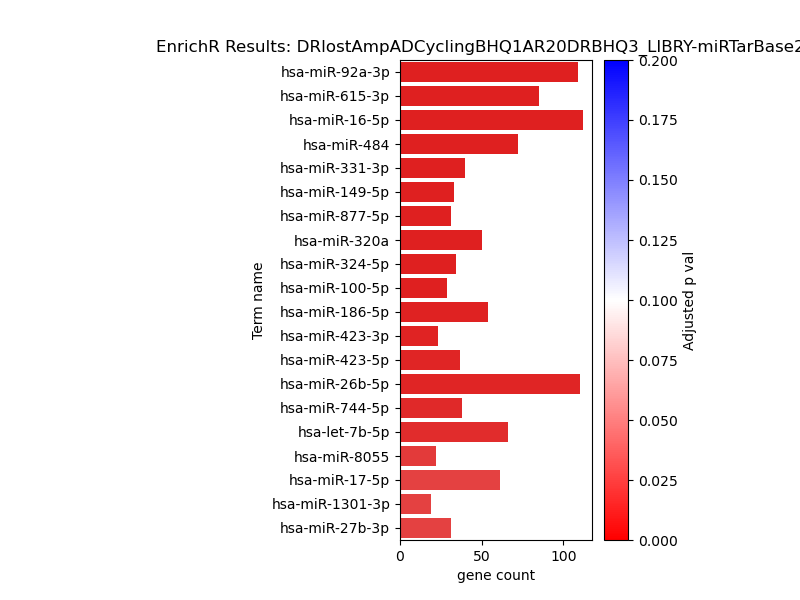 EnrichR Results: DRlostAmpADCyclingBHQ1AR20DRBHQ3_LIBRY-miRTarBase2
hsa-miR-92a-3p
hsa-miR-615-3p
hsa-miR-16-5p
hsa-miR-484
hsa-miR-331-3p
hsa-miR-149-5p
hsa-miR-877-5p
hsa-miR-320a
hsa-miR-324-5p
hsa-miR-100-5p
hsa-miR-186-5p
hsa-miR-423-3p
hsa-miR-423-5p
hsa-miR-26b-5p
hsa-miR-744-5p
hsa-let-7b-5p
hsa-miR-8055
hsa-miR-17-5p
hsa-miR-1301-3p
hsa-miR-27b-3p
Term name
0 50 100
gene count
0.200
0.175
0.150
0.125
0.100
0.075
0.050
0.025
0.000
Adjusted p val